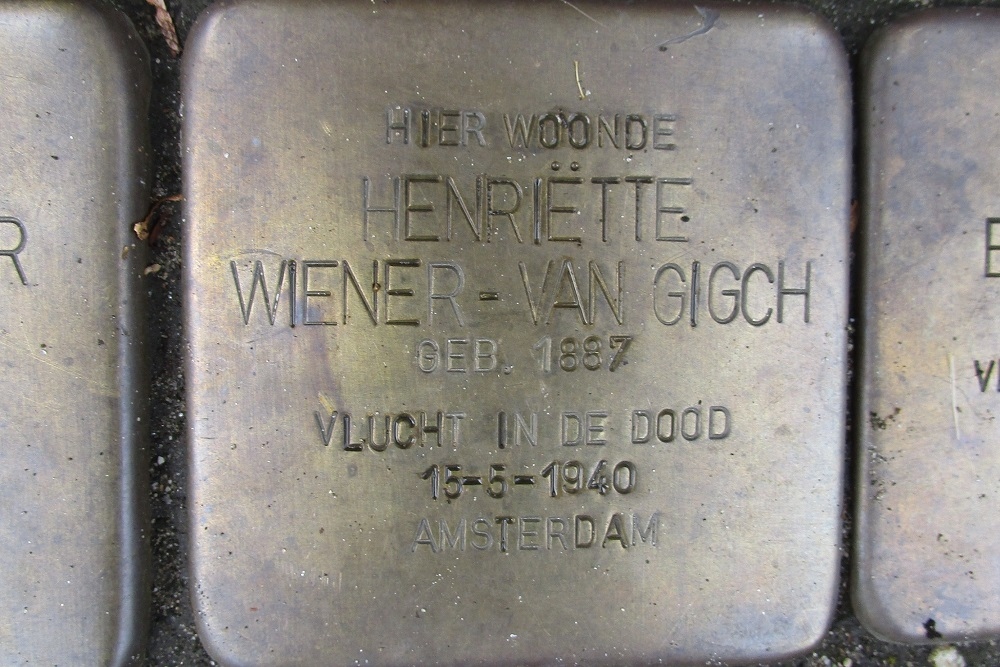 HIER WOONDE
HENRIËTTE
WIENER - VAN GIGCH
GEB. 1887
VLUCHT IN DE DOOD
15-5-1940
AMSTERDAM